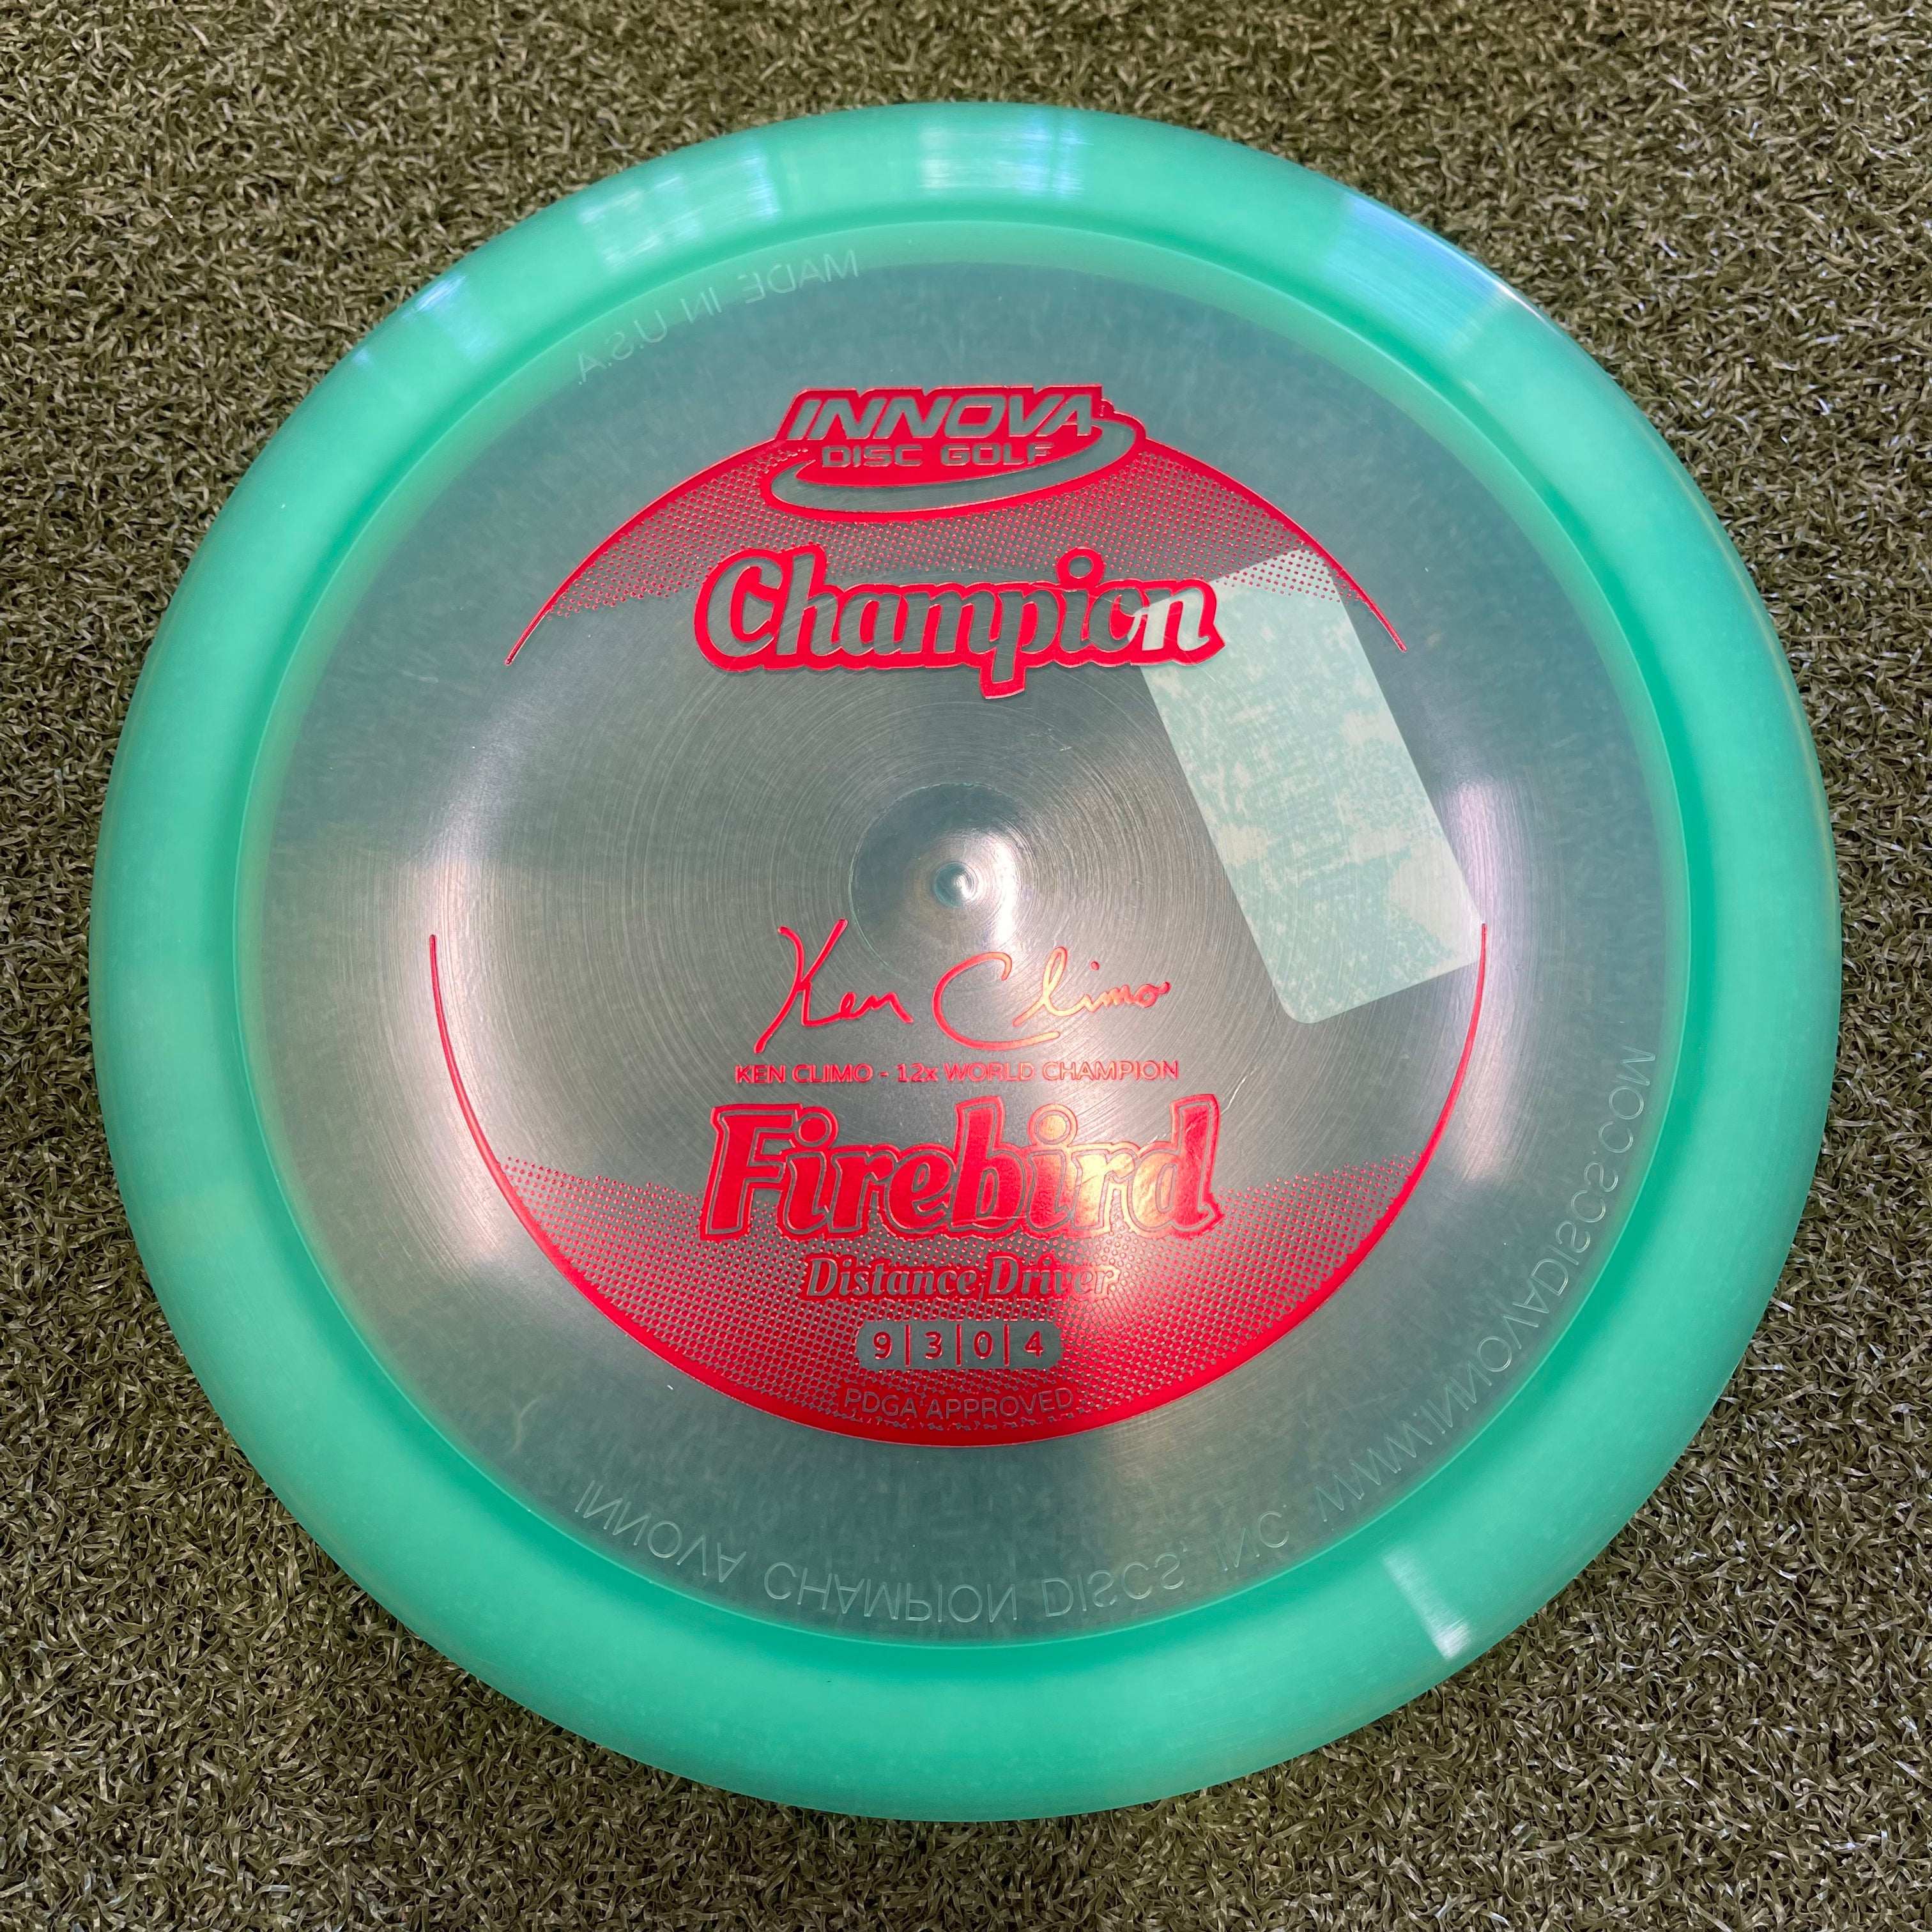 MADE IN U.S.A.
INNOVA
DISC GOLF
Champion
Ken Climo
KEN CLIMO - 12x WORLD CHAMPION
Firebird
Distance Driver
9|3|0|4
PDGA APPROVED
INNOVA CHAMPION DISCS, INC. WWW.INNOVADISCS.COM